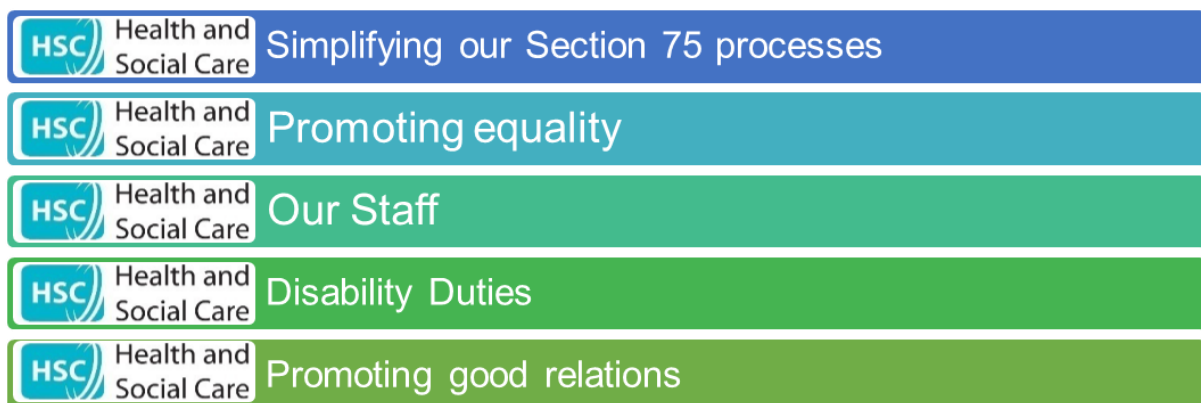 HSC Health and
Social Care
Simplifying our Section 75 processes
HSC Health and
Social Care
Promoting equality
HSC Health and
Social Care
Our Staff
HSC Health and
Social Care
Disability Duties
HSC Health and
Social Care
Promoting good relations